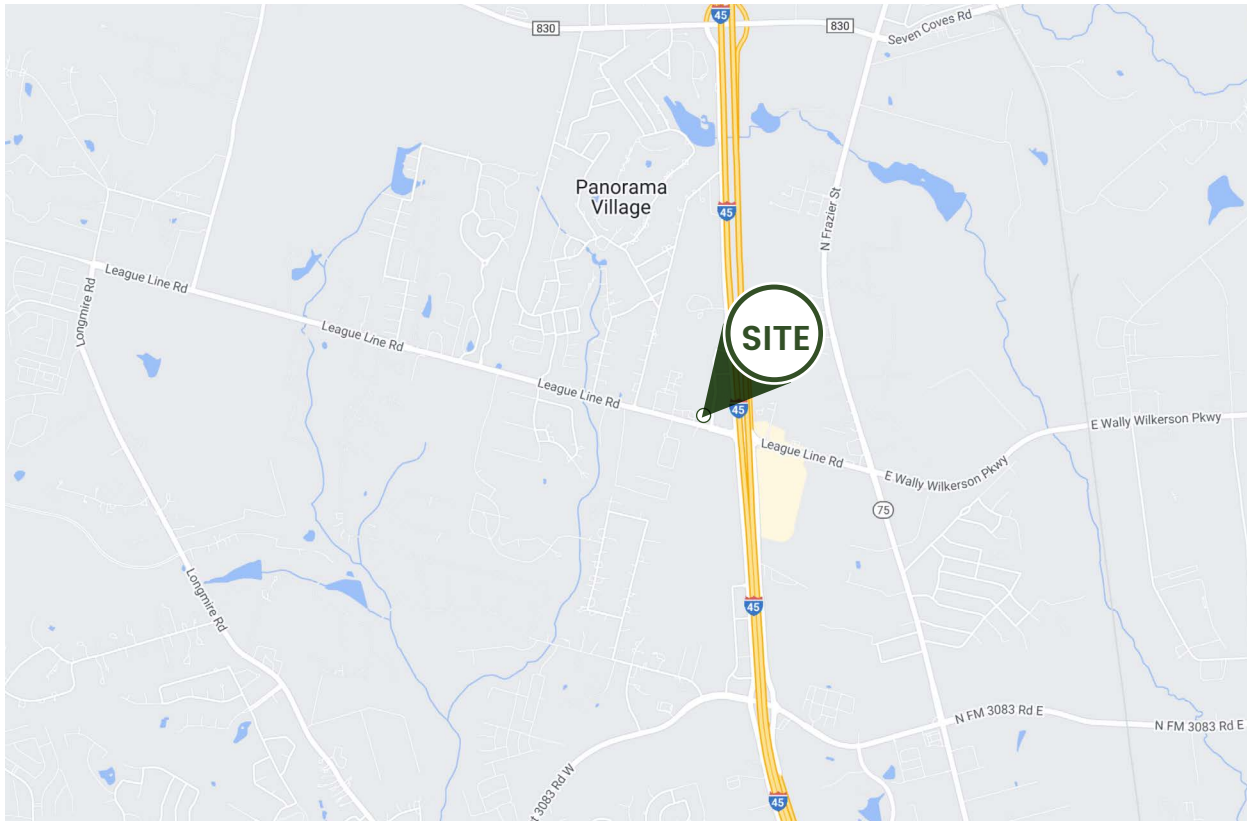 45
830
830
Seven Coves Rd
Panorama
Village
45
N Frazier St
League Line Rd
Longmire Rd
League Line Rd
SITE
League Line Rd
45
E Wally Wilkerson Pkwy
League Line Rd
E Wally Wilkerson Pkwy
75
Longmire Rd
45
N FM 3083 Rd E
N FM 3083 Rd E
3083 Rd W
45